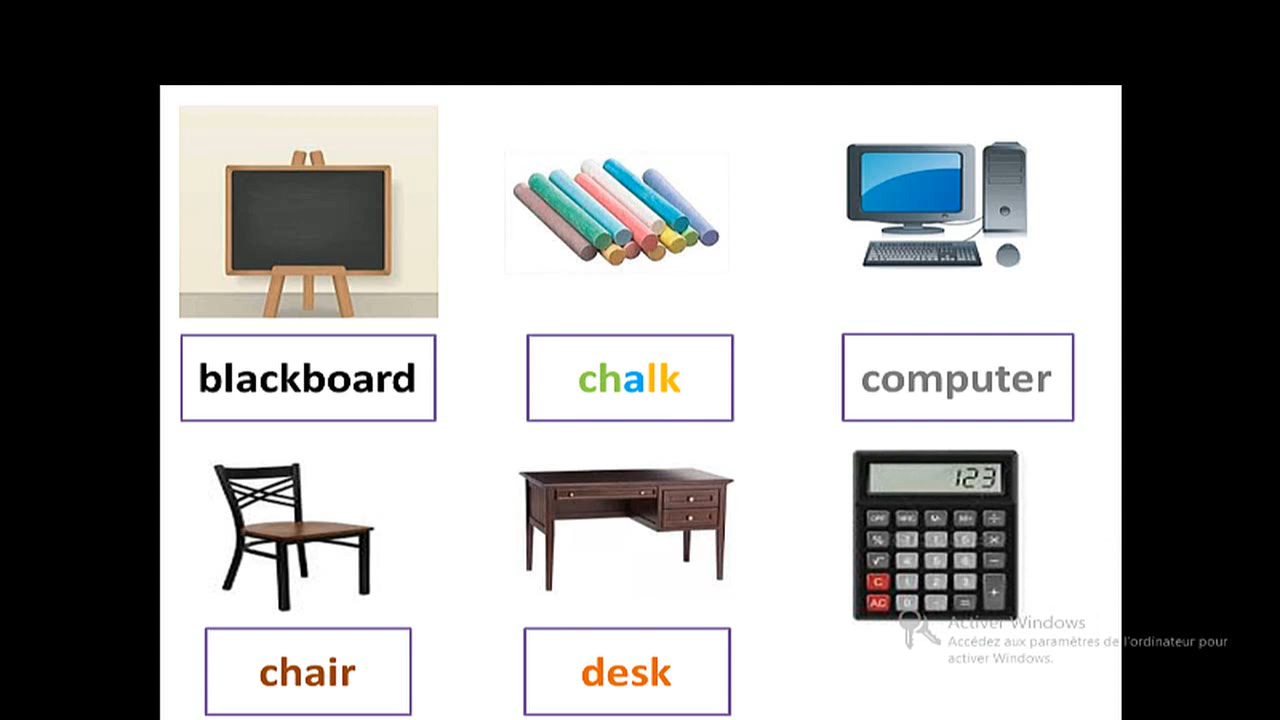 blackboard
chalk
computer
123
chair
desk
Activer Windows
Accédez aux paramètres de l'ordinateur pour
activer Windows.